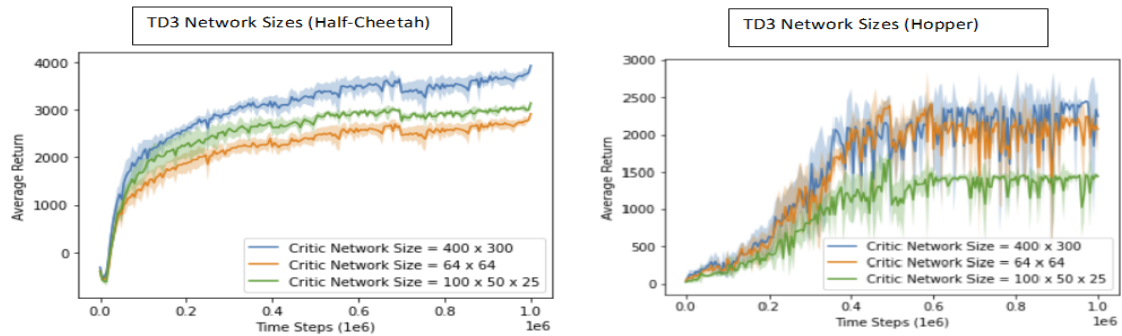 TD3 Network Sizes (Half-Cheetah)
4000
3000
2000
1000
0
Average Return
Critic Network Size = 400 x 300
Critic Network Size = 64 x 64
Critic Network Size = 100 x 50 x 25
0.0 0.2 0.4 0.6 0.8 1.0
1e6
Time Steps (1e6)
TD3 Network Sizes (Hopper)
3000
2500
2000
1500
1000
500
0
Average Return
Critic Network Size = 400 x 300
Critic Network Size = 64 x 64
Critic Network Size = 100 x 50 x 25
0.0 0.2 0.4 0.6 0.8 1.0
1e6
Time Steps (1e6)